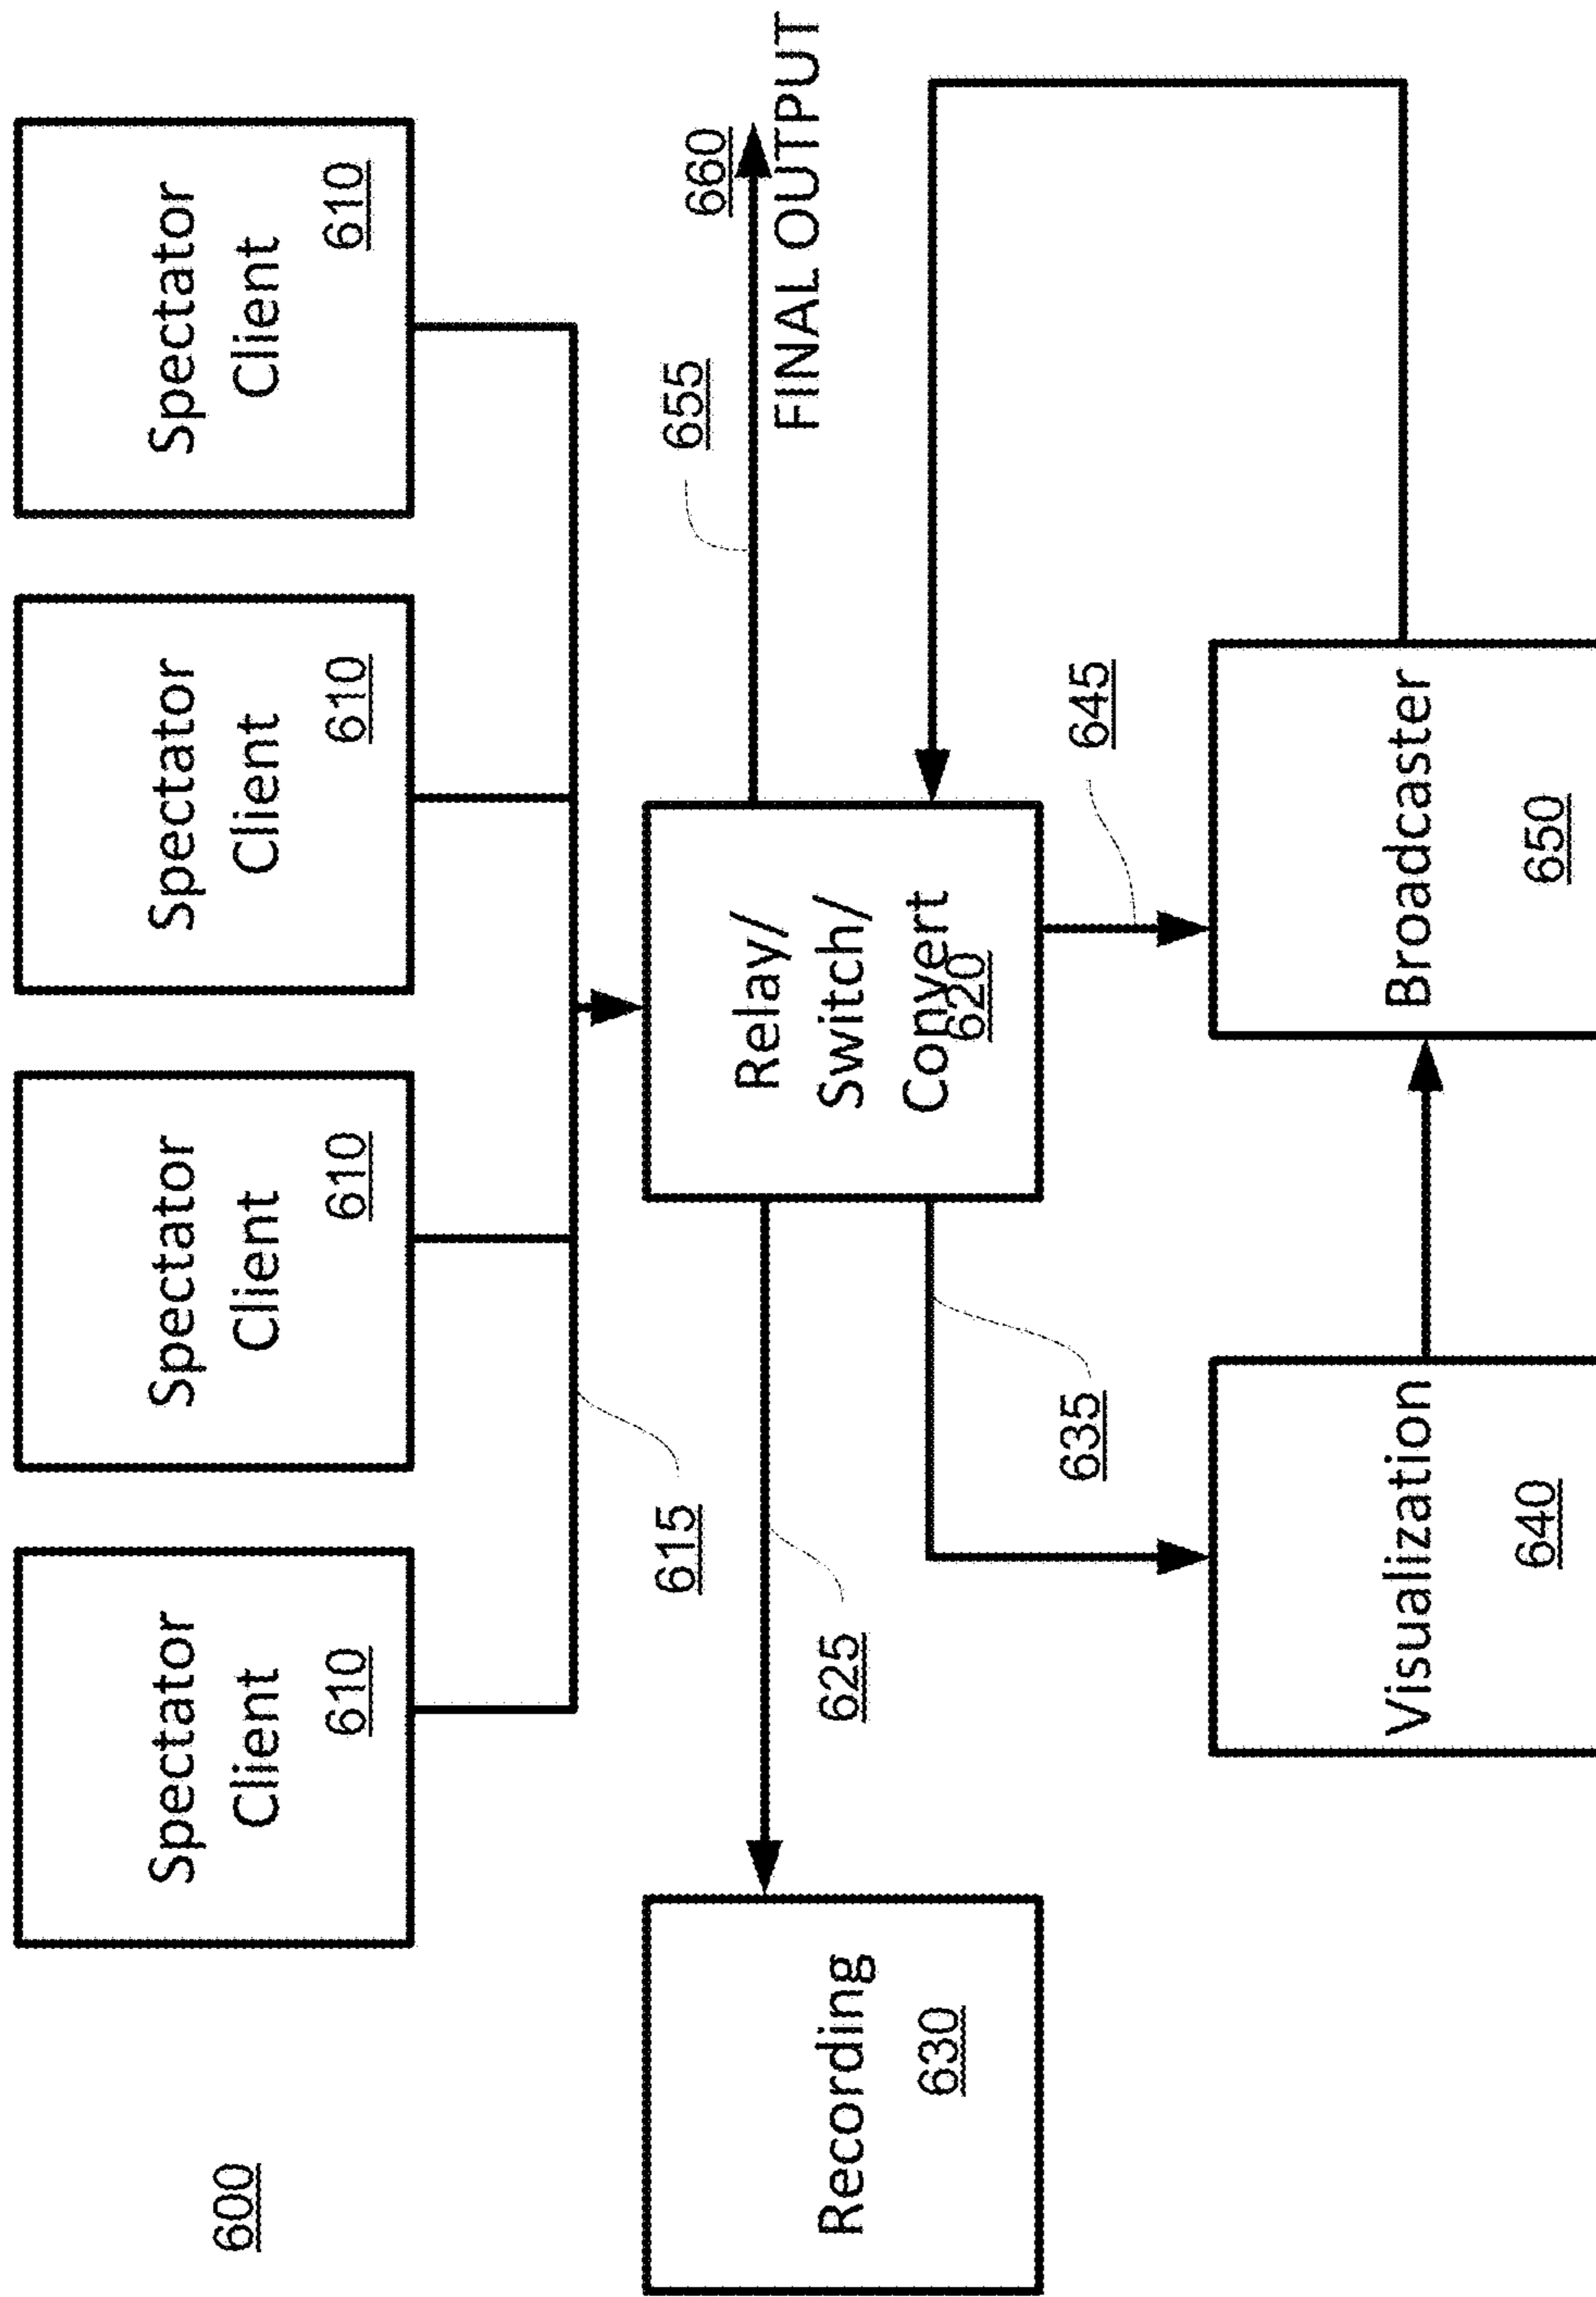 600
Spectator
Client
610
Spectator
Client
610
Spectator
Client
610
Spectator
Client
610
615
655
660
FINAL OUTPUT
Recording
630
625
Relay/
Switch/
Convert
620
635
645
Visualization
640
Broadcaster
650